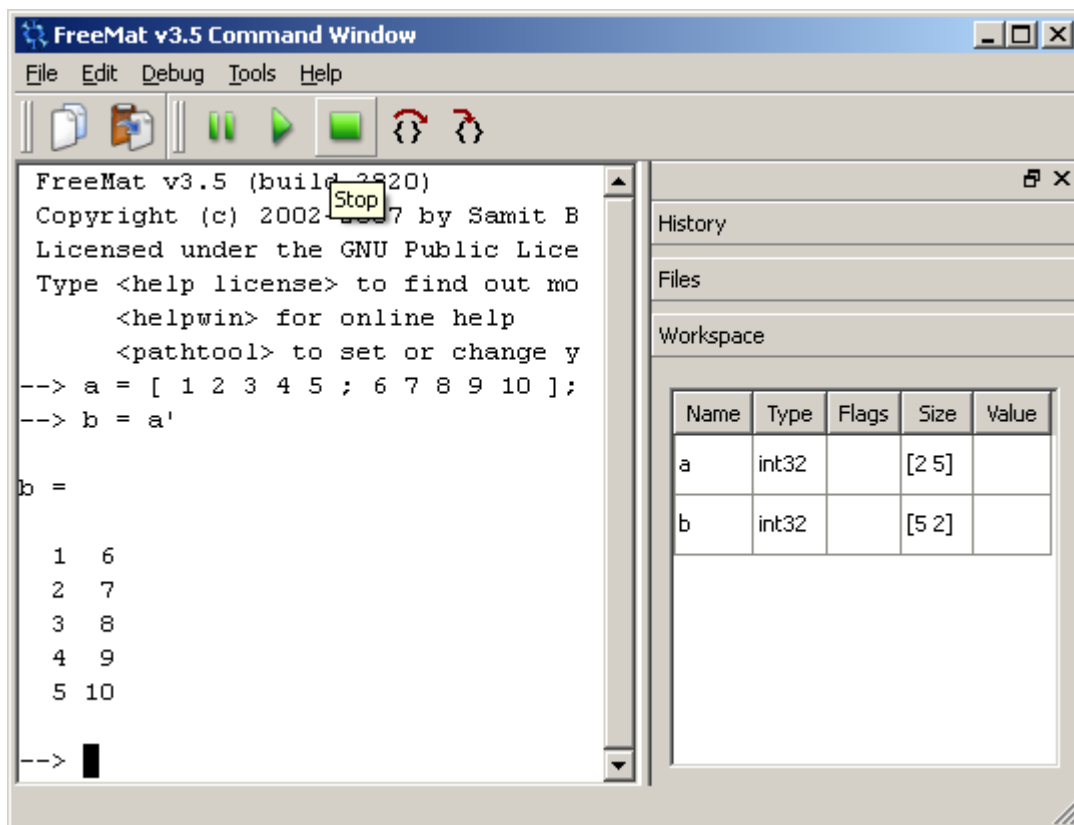 FreeMat v3.5 Command Window
File Edit Debug Tools Help
Stop
FreeMat v3.5 (build 2820)
Copyright (c) 2002- by Samit B
Licensed under the GNU Public Lice
Type <help license> to find out mo
<helpwin> for online help
<pathtool> to set or change y
--> a = [ 1 2 3 4 5 ; 6 7 8 9 10 ];
--> b = a'
b =
1 6
2 7
3 8
4 9
5 10
-->
History
Files
Workspace
Name Type Flags Size Value
a int32 [2 5]
b int32 [5 2]